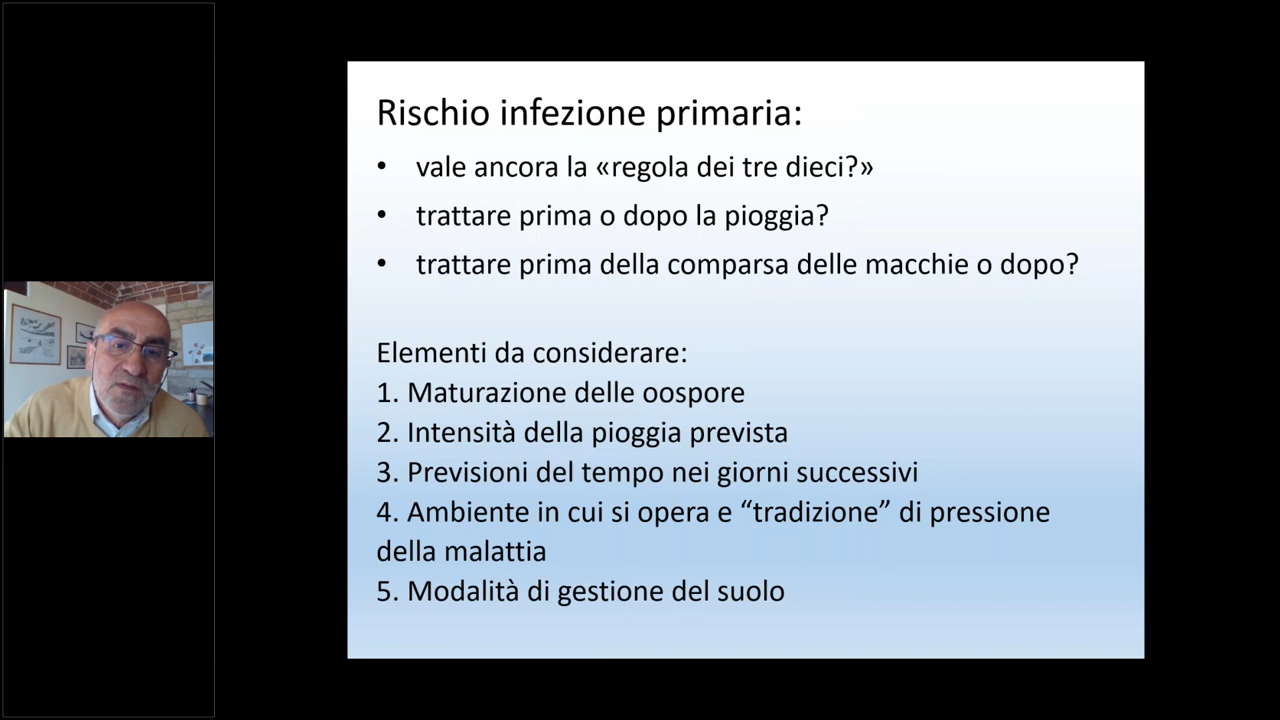 Rischio infezione primaria:
• vale ancora la «regola dei tre dieci?»
• trattare prima o dopo la pioggia?
• trattare prima della comparsa delle macchie o dopo?
Elementi da considerare:
1. Maturazione delle oospore
2. Intensità della pioggia prevista
3. Previsioni del tempo nei giorni successivi
4. Ambiente in cui si opera e “tradizione” di pressione
della malattia
5. Modalità di gestione del suolo